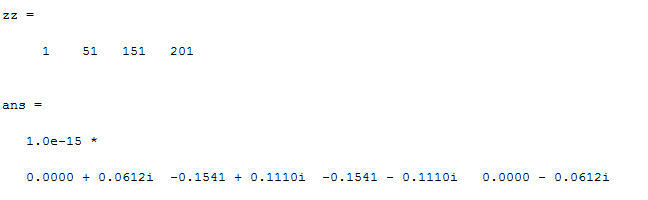 zz =
1 51 151 201
ans =
1.0e-15 *
0.0000 + 0.0612i -0.1541 + 0.1110i -0.1541 - 0.1110i 0.0000 - 0.0612i